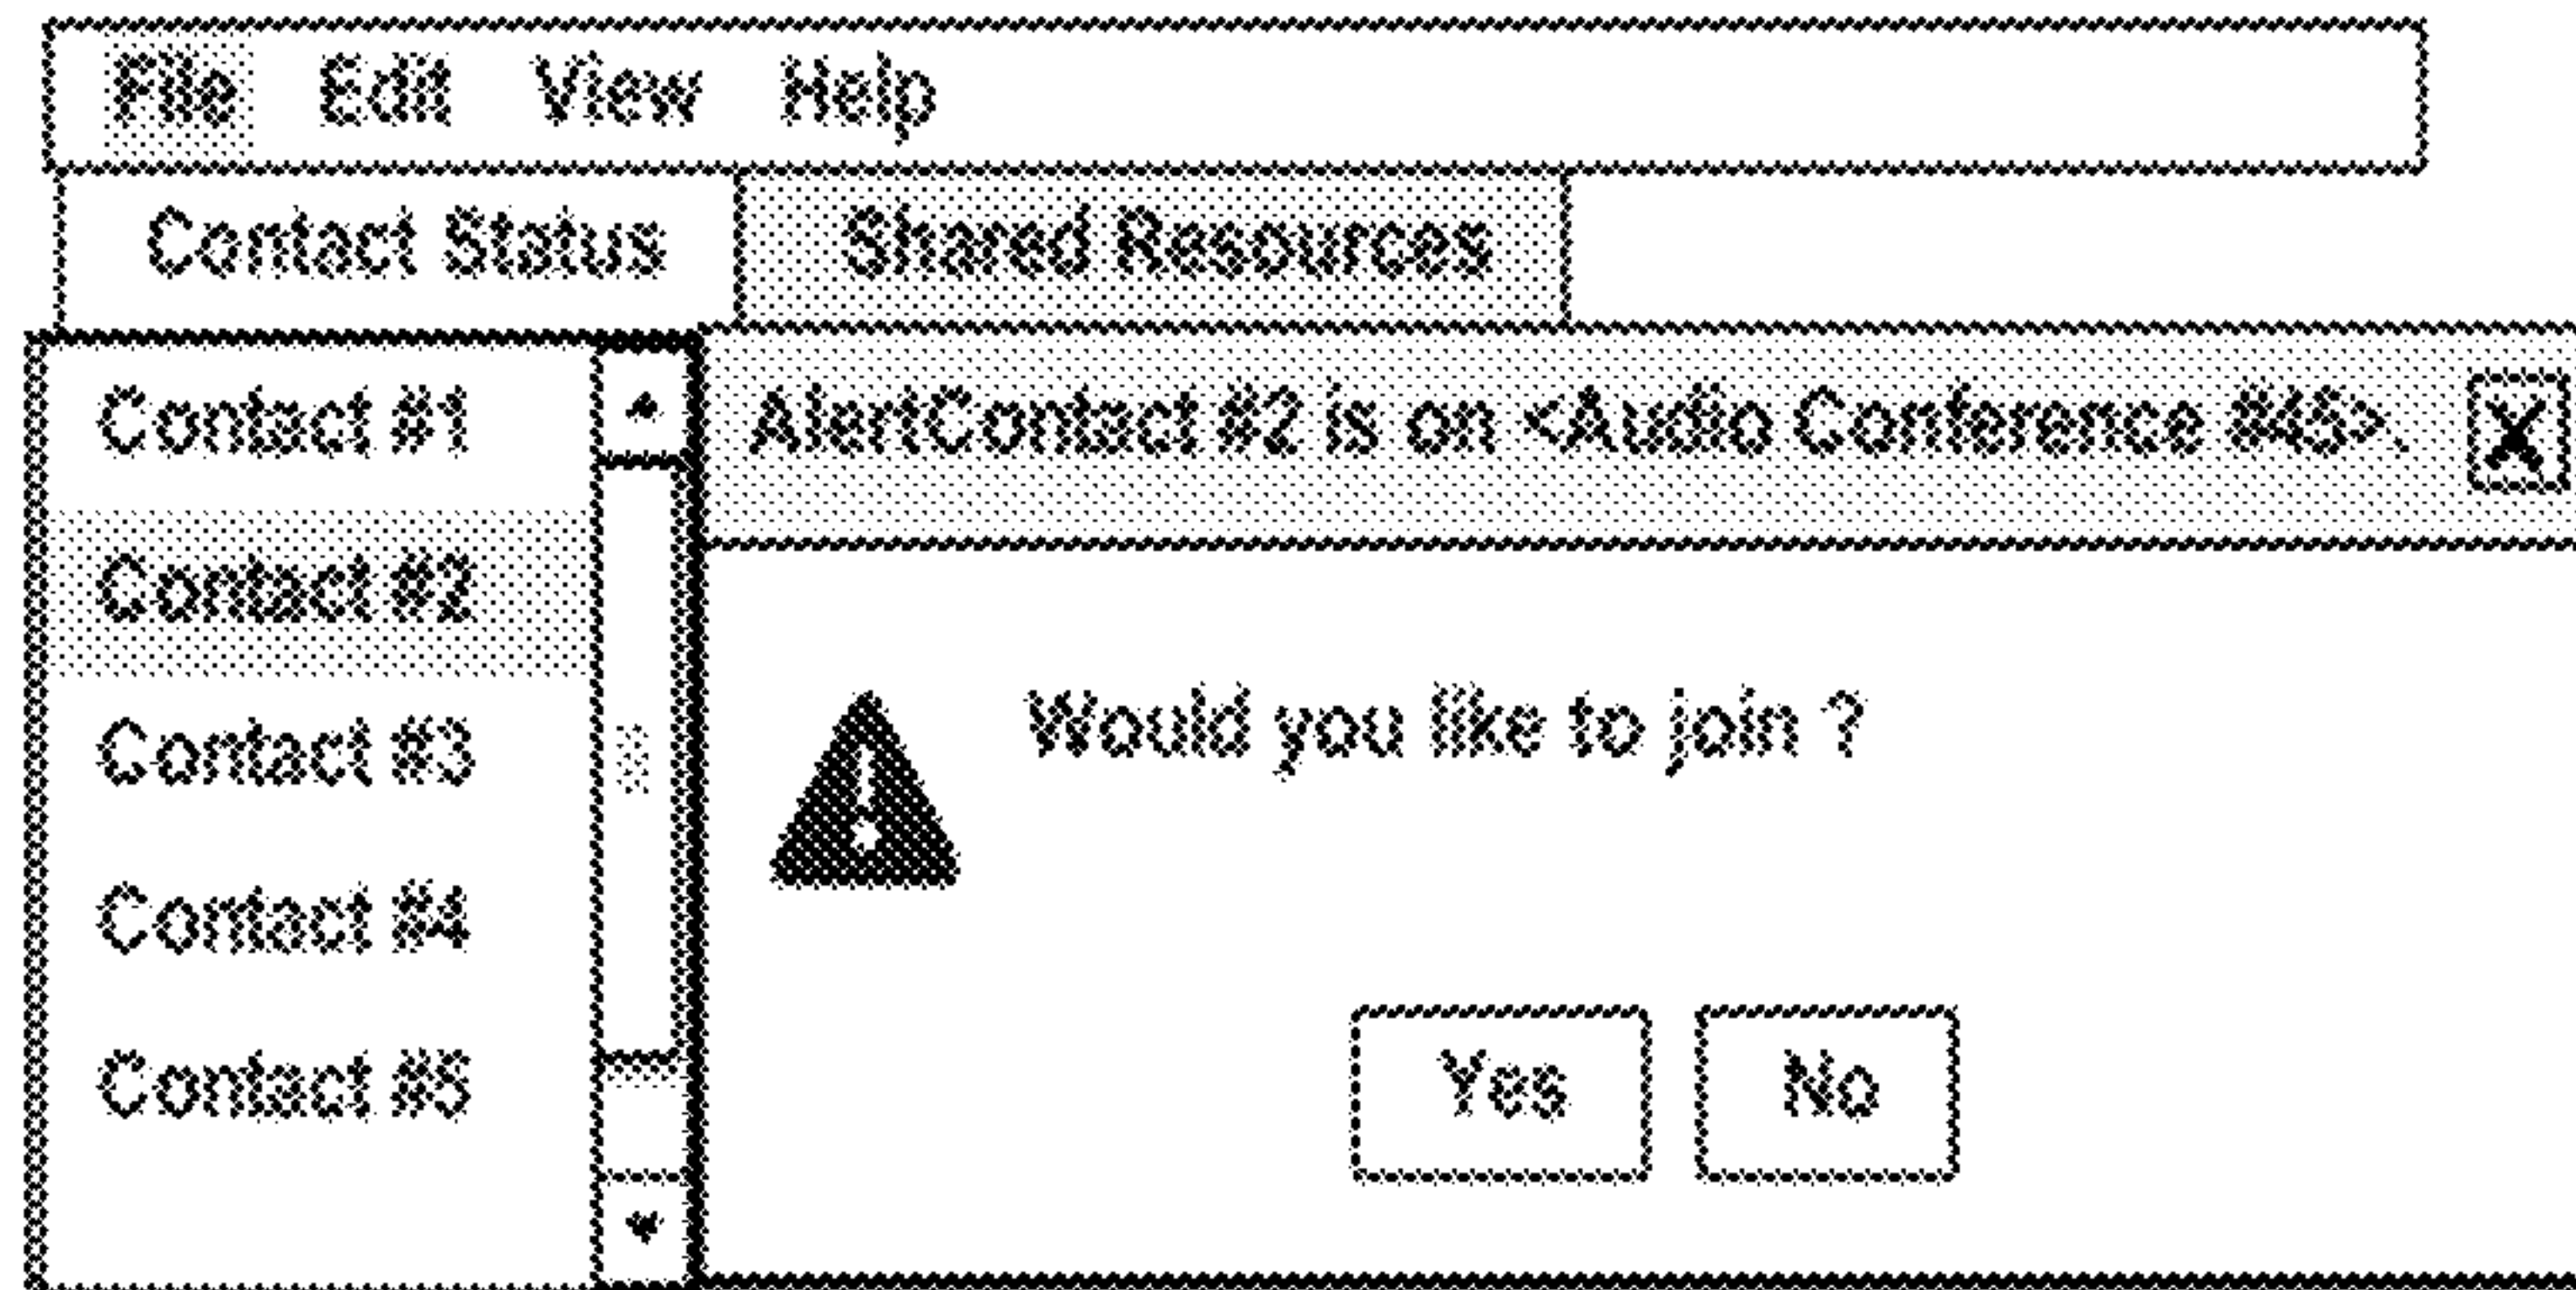 File Edit View Help
Contact Status Shared Resources
Contact #1
AlertContact #2 is on <Audio Conference #45>.
X
Contact #2
Contact #3
Would you like to join ?
Contact #4
Contact #5
Yes No